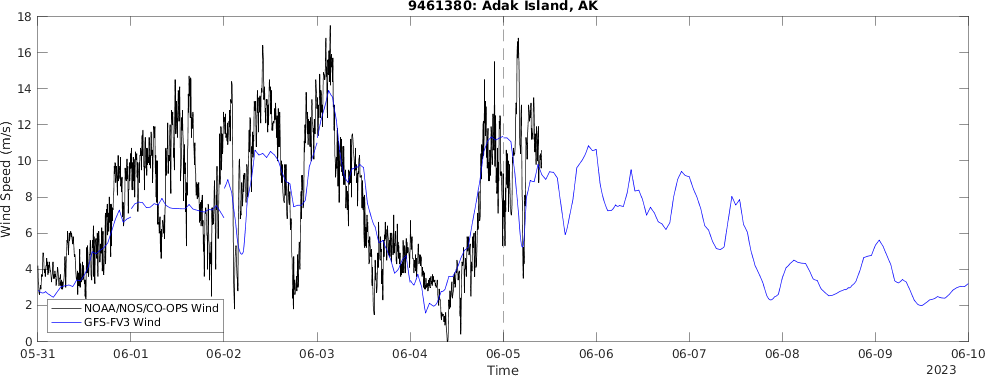 9461380: Adak Island, AK
18
16
14
12
10
8
6
4
2
0
Wind Speed (m/s)
NOAA/NOS/CO-OPS Wind
GFS-FV3 Wind
05-31 06-01 06-02 06-03 06-04 06-05 06-06 06-07 06-08 06-09 06-10
Time
2023